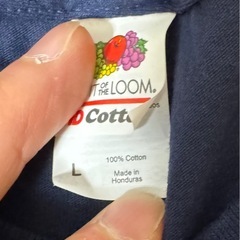 T OF THE LOOM®
D Cotto
100% Cotton
L
Made in
Honduras